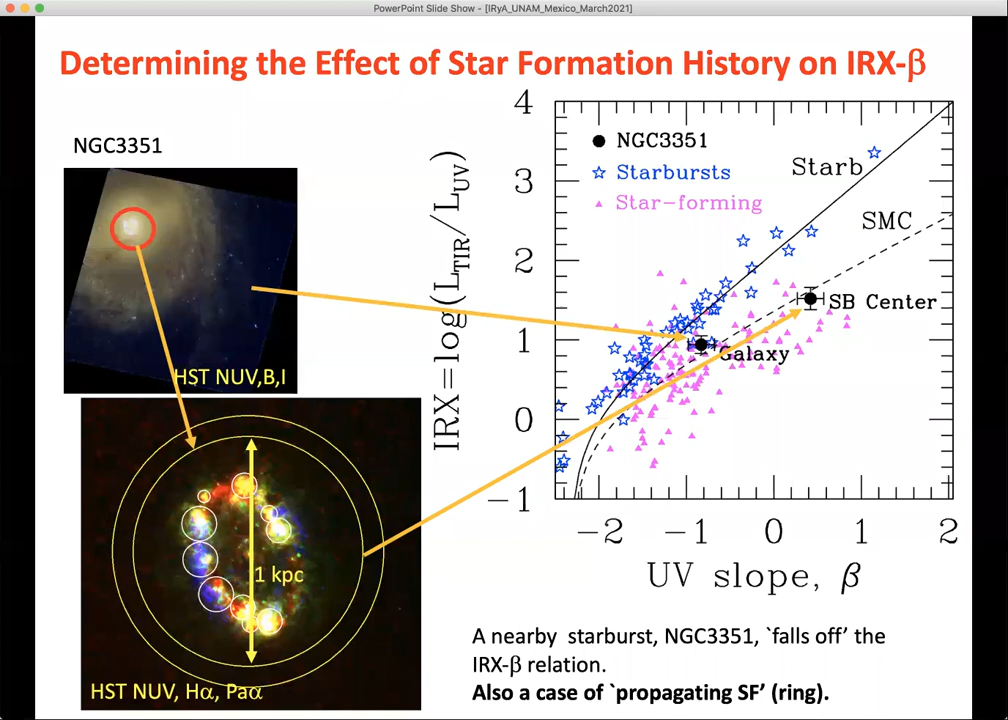 PowerPoint Slide Show - [IRyA_UNAM_Mexico_March2021]
Determining the Effect of Star Formation History on IRX-β
NGC3351
HST NUV,B,I
HST NUV, Hα, Paα
1 kpc
IRX=log(L_TIR/L_UV)
4
3
2
1
0
−1
NGC3351
Starbursts
Star-forming
Starb
SMC
SB Center
Galaxy
−2
−1
0
1
2
UV slope, β
A nearby starburst, NGC3351, `falls off' the
IRX-β relation.
Also a case of `propagating SF' (ring).